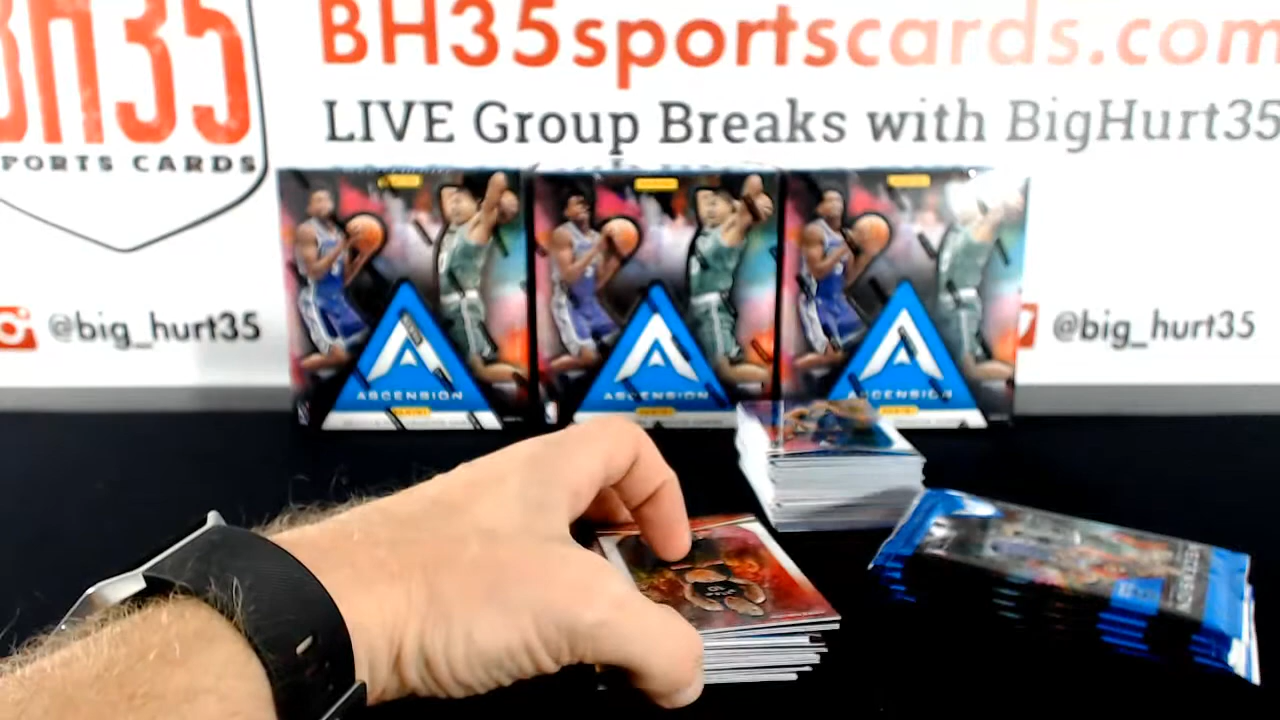 BH35
PORTS CARDS
BH35sportscards.com
LIVE Group Breaks with BigHurt35
@big_hurt35
@big_hurt35
ASCENSION
ASCENSION
ASCENSION